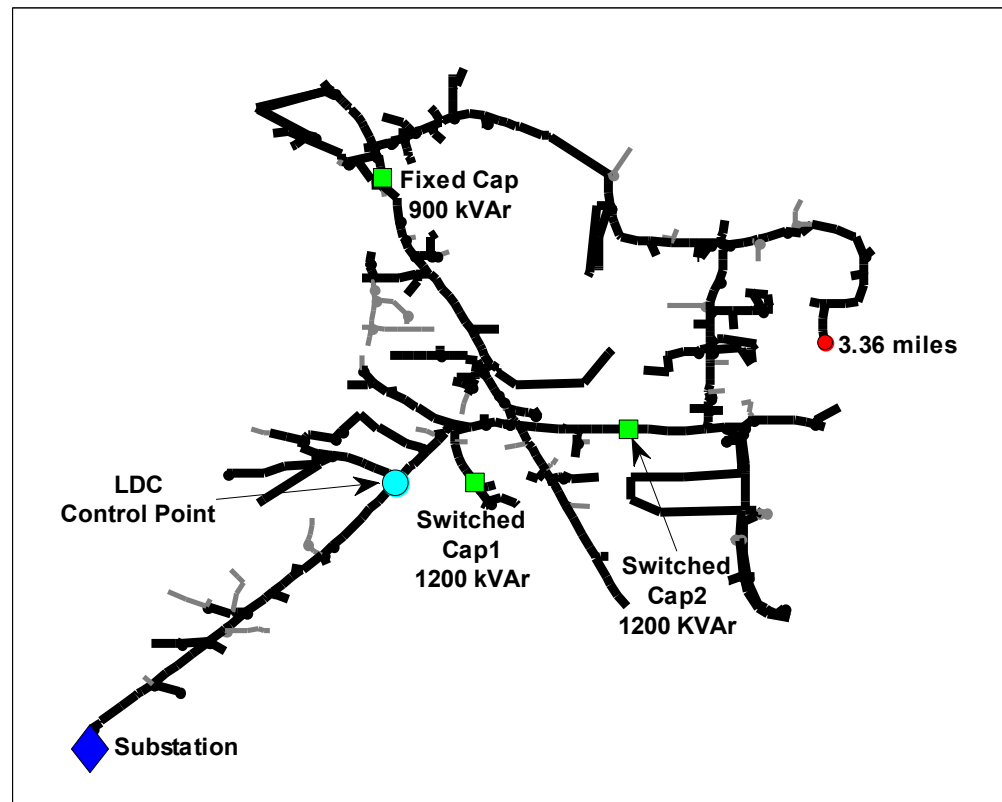 Fixed Cap
900 kVAr
3.36 miles
LDC
Control Point
Switched
Cap1
1200 kVAr
Switched
Cap2
1200 KVAr
Substation